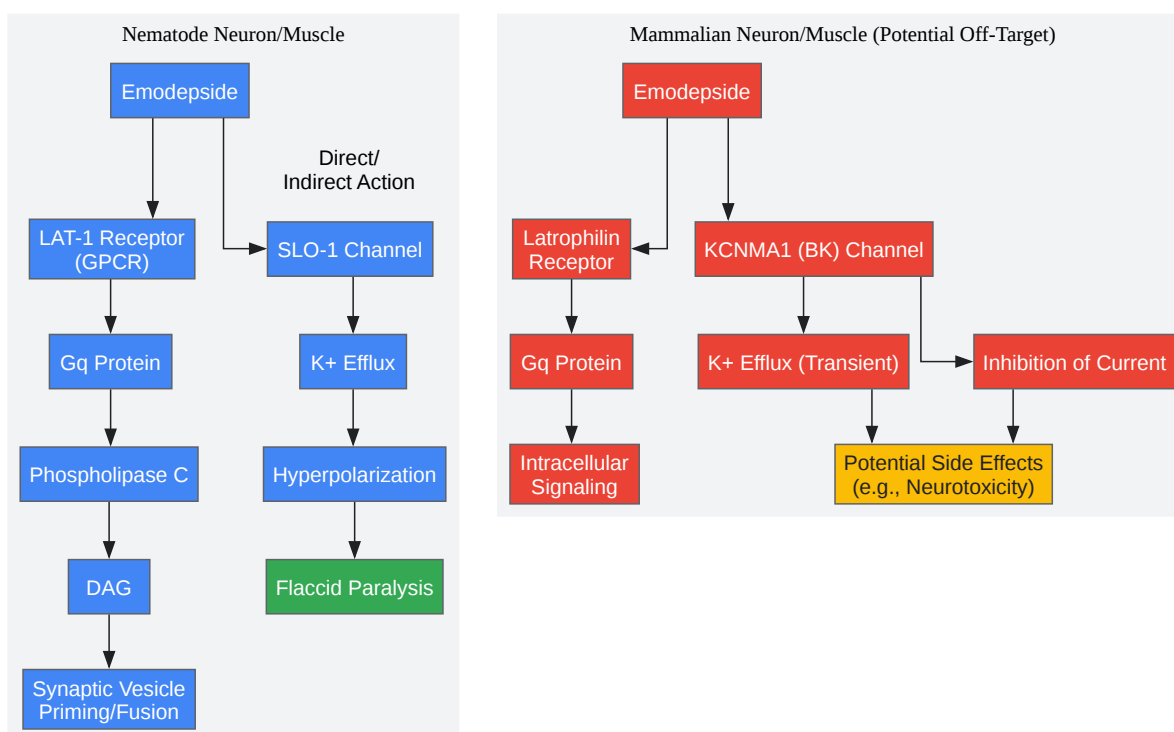 Nematode Neuron/Muscle
Emodepside
Direct/
Indirect Action
LAT-1 Receptor
(GPCR)
SLO-1 Channel
Gq Protein
K+ Efflux
Phospholipase C
Hyperpolarization
DAG
Flaccid Paralysis
Synaptic Vesicle
Priming/Fusion
Mammalian Neuron/Muscle (Potential Off-Target)
Emodepside
Latrophilin
Receptor
KCNMA1 (BK) Channel
Gq Protein
K+ Efflux (Transient)
Inhibition of Current
Intracellular
Signaling
Potential Side Effects
(e.g., Neurotoxicity)